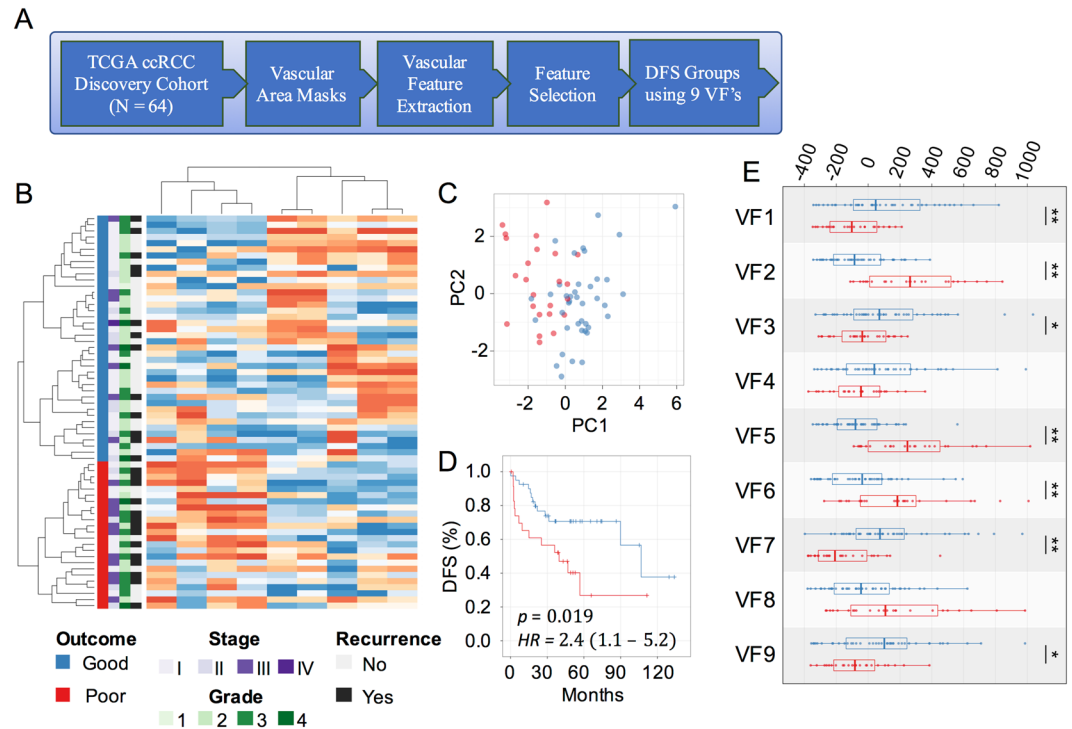 A
TCGA ccRCC
Discovery Cohort
(N = 64)
Vascular
Area Masks
Vascular
Feature
Extraction
Feature
Selection
DFS Groups
using 9 VF's
B
Outcome
Good
Poor
Stage
I II III IV
Grade
1 2 3 4
Recurrence
No
Yes
C
PC2
2
0
-2
-2 0 2 4 6
PC1
D
DFS (%)
1.0
0.8
0.6
0.4
0.2
0.0
p = 0.019
HR = 2.4 (1.1 – 5.2)
0 30 60 90 120
Months
E
-400 -200 0 200 400 600 800 1000
VF1 **
VF2 **
VF3 *
VF4
VF5 **
VF6 **
VF7 **
VF8
VF9 *